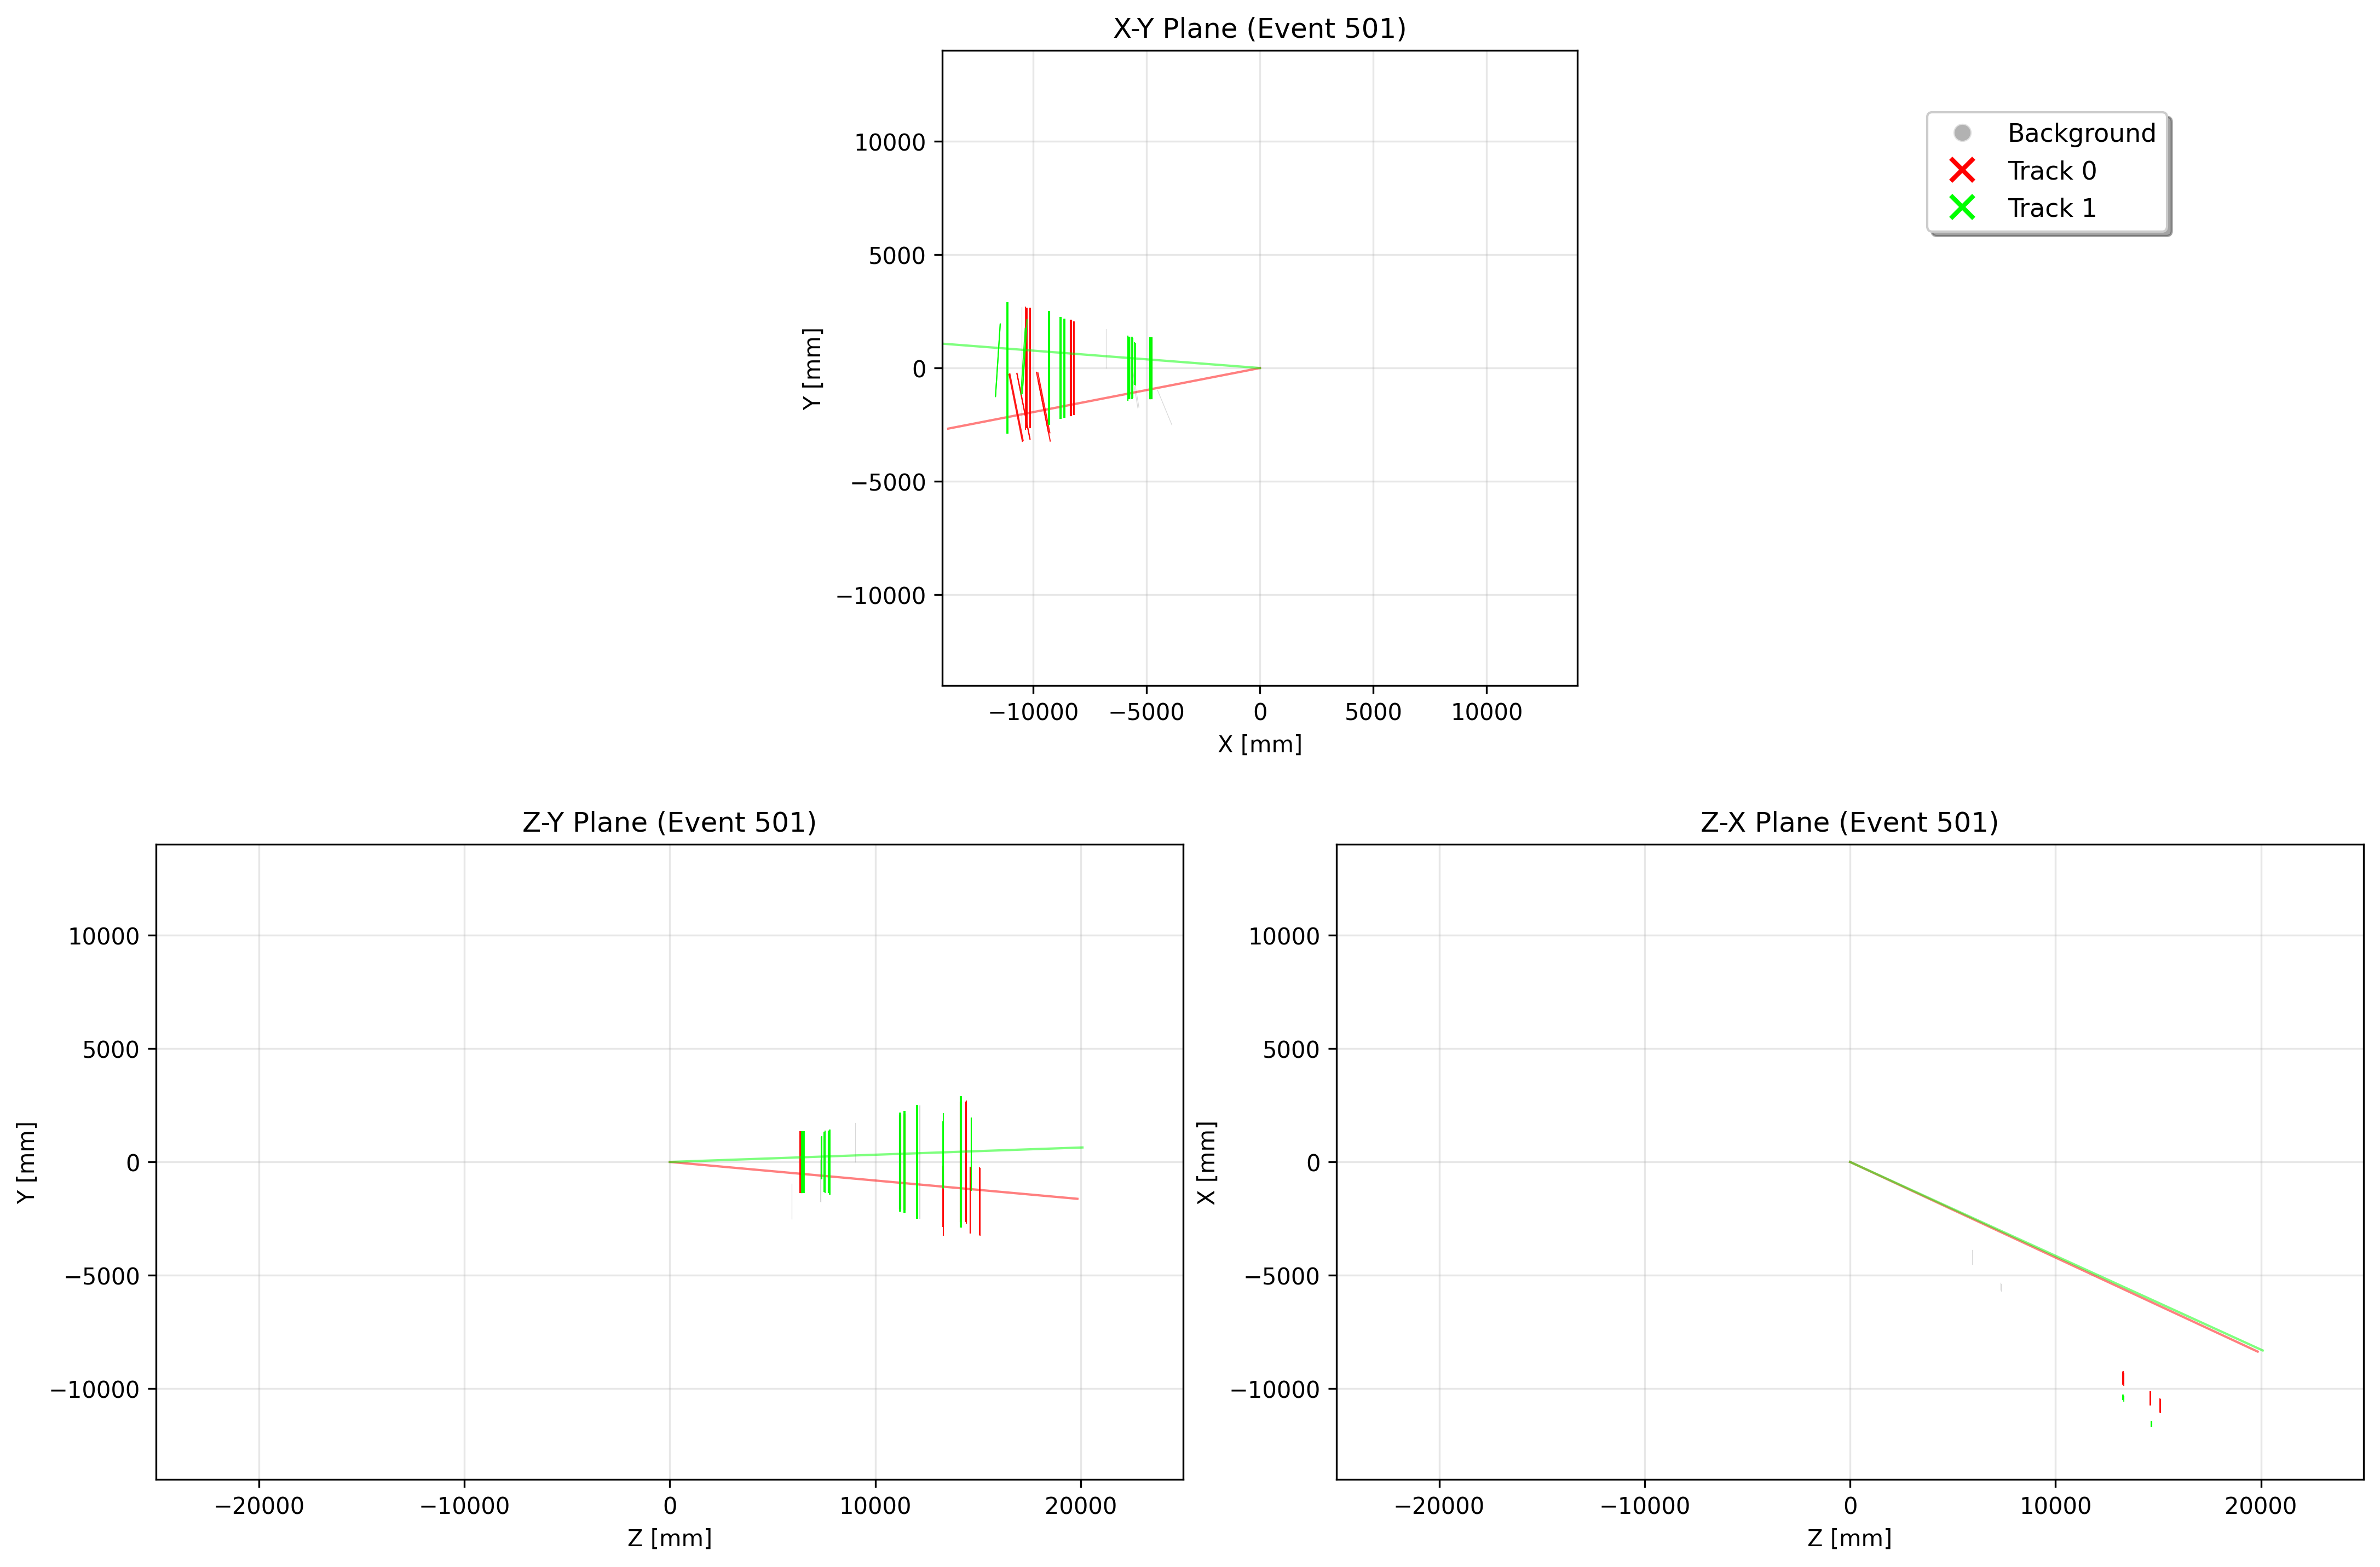 X-Y Plane (Event 501)
10000
5000
0
−5000
−10000
Y [mm]
−10000 −5000 0 5000 10000
X [mm]
Background
Track 0
Track 1
Z-Y Plane (Event 501)
10000
5000
0
−5000
−10000
Y [mm]
−20000 −10000 0 10000 20000
Z [mm]
Z-X Plane (Event 501)
10000
5000
0
−5000
−10000
X [mm]
−20000 −10000 0 10000 20000
Z [mm]